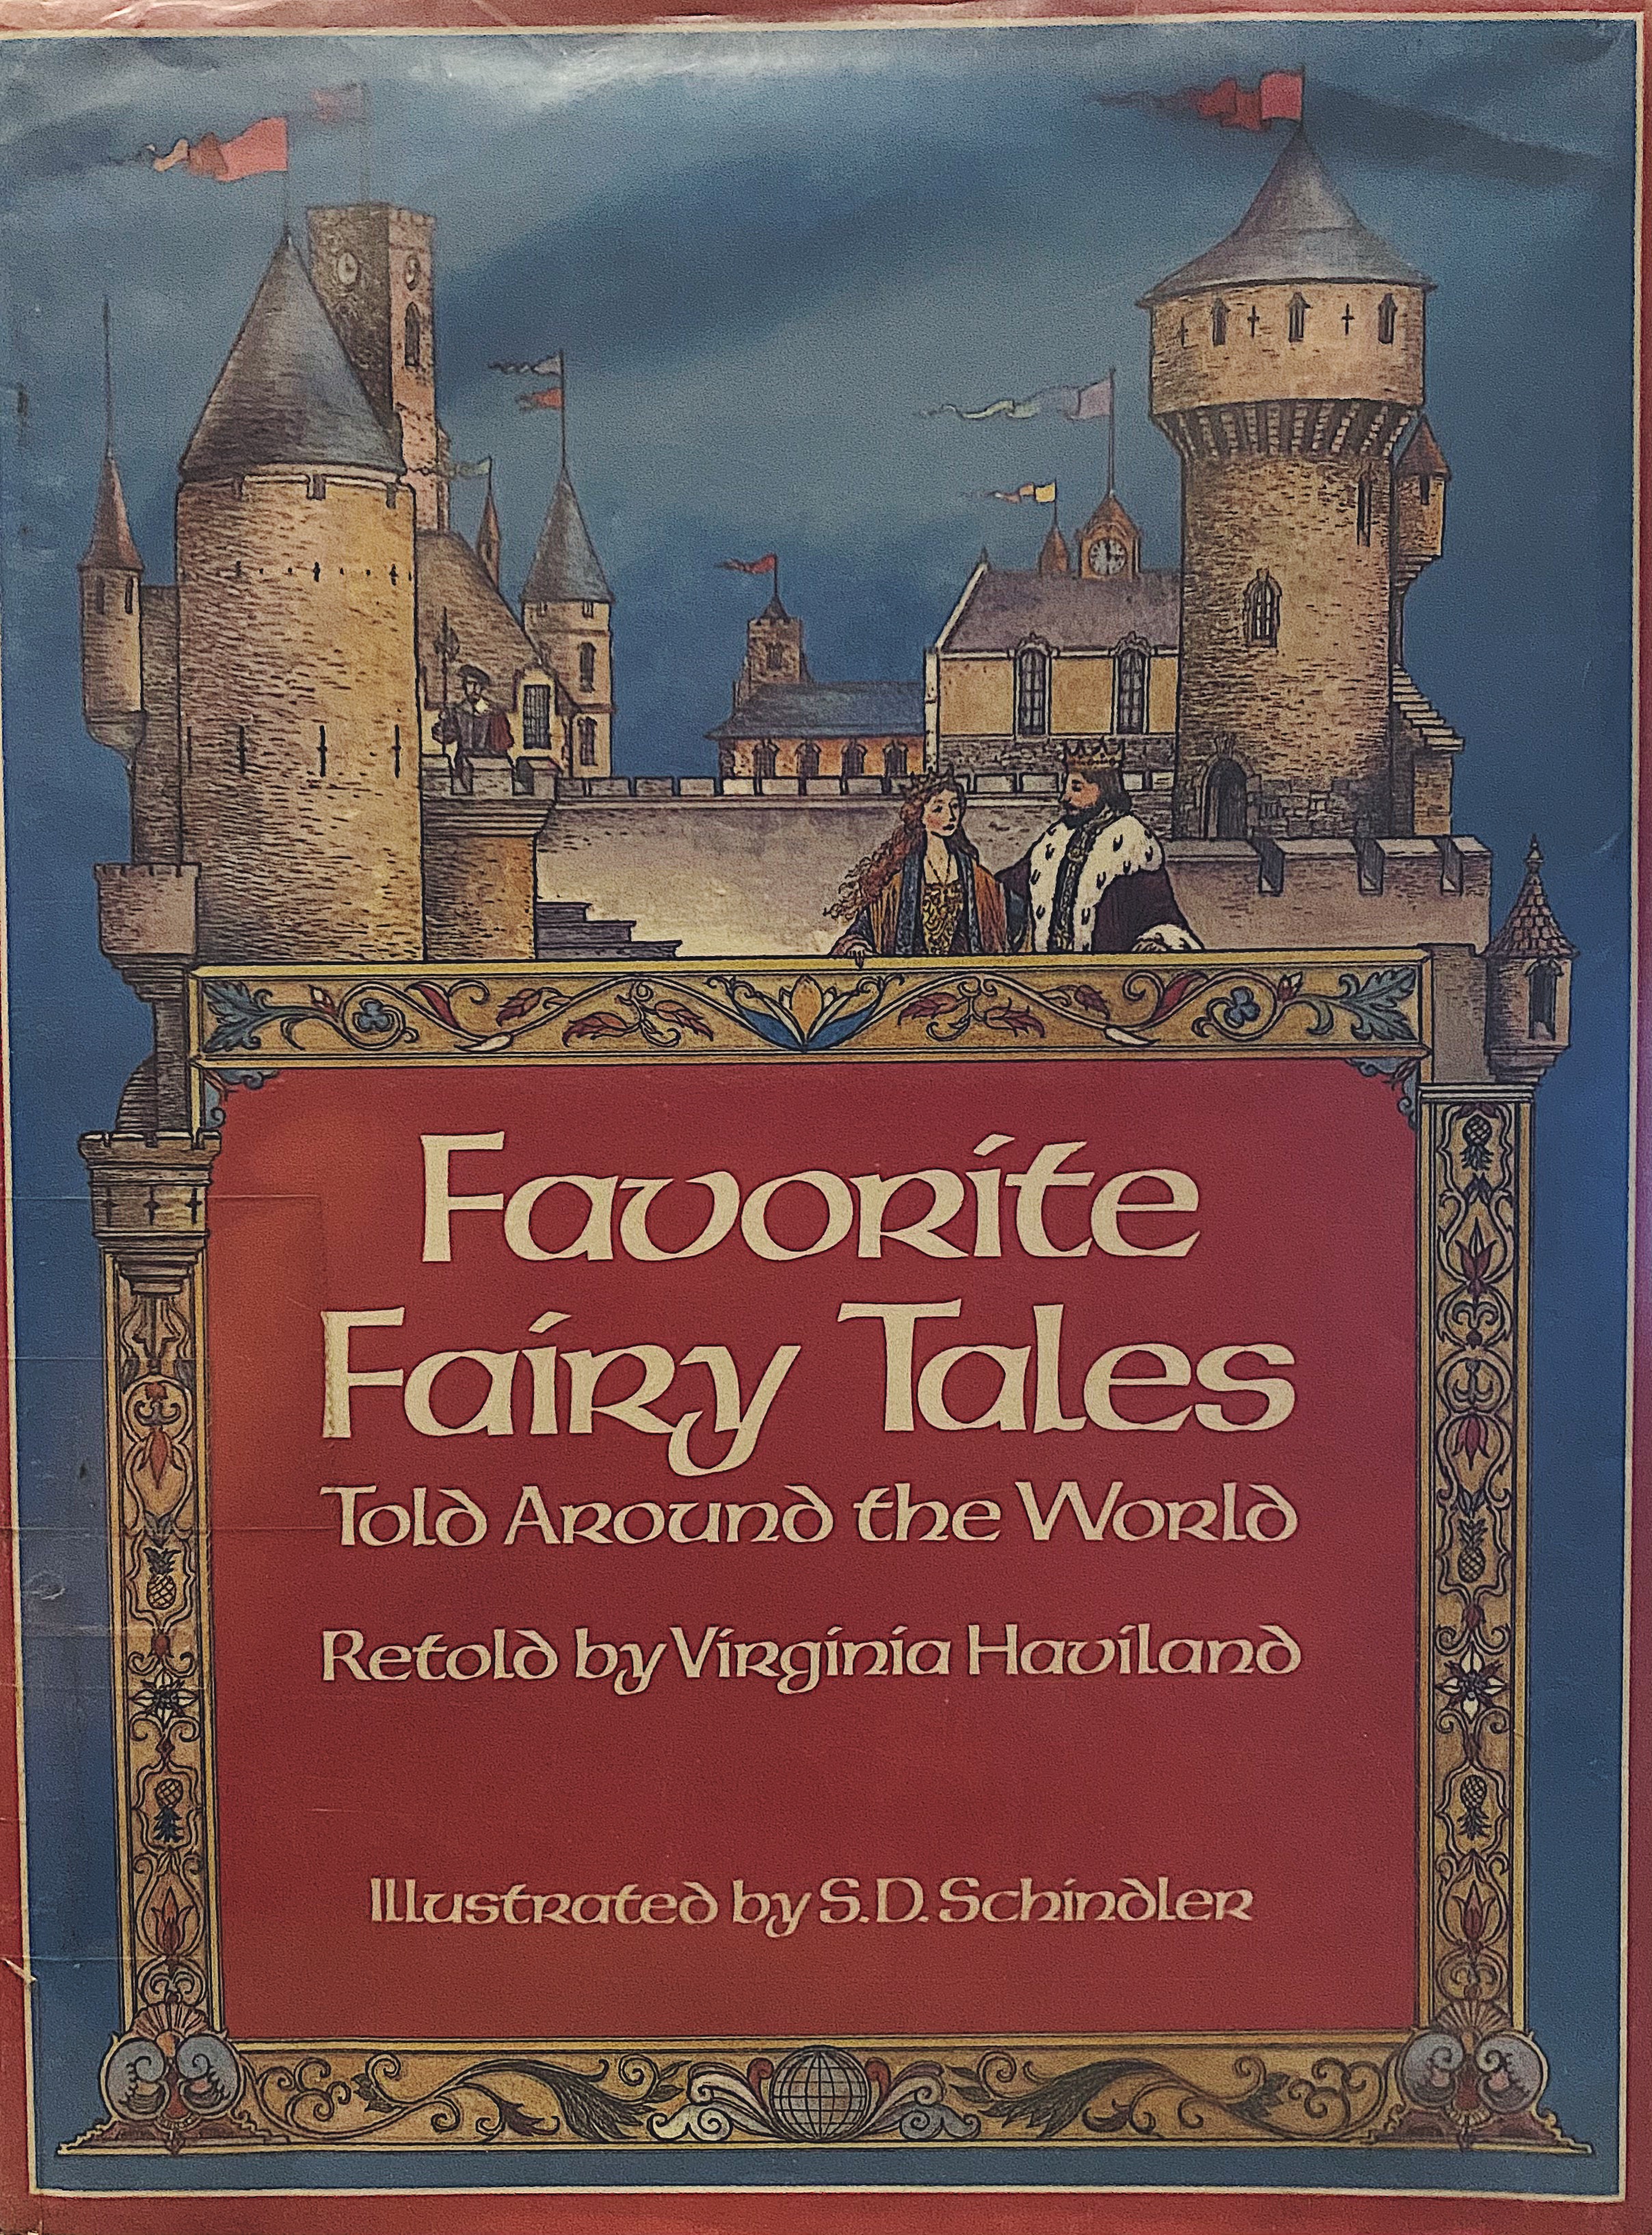 Favorite
Fairy Tales
Told Around the World
Retold by Virginia Haviland
Illustrated by S.D. Schindler